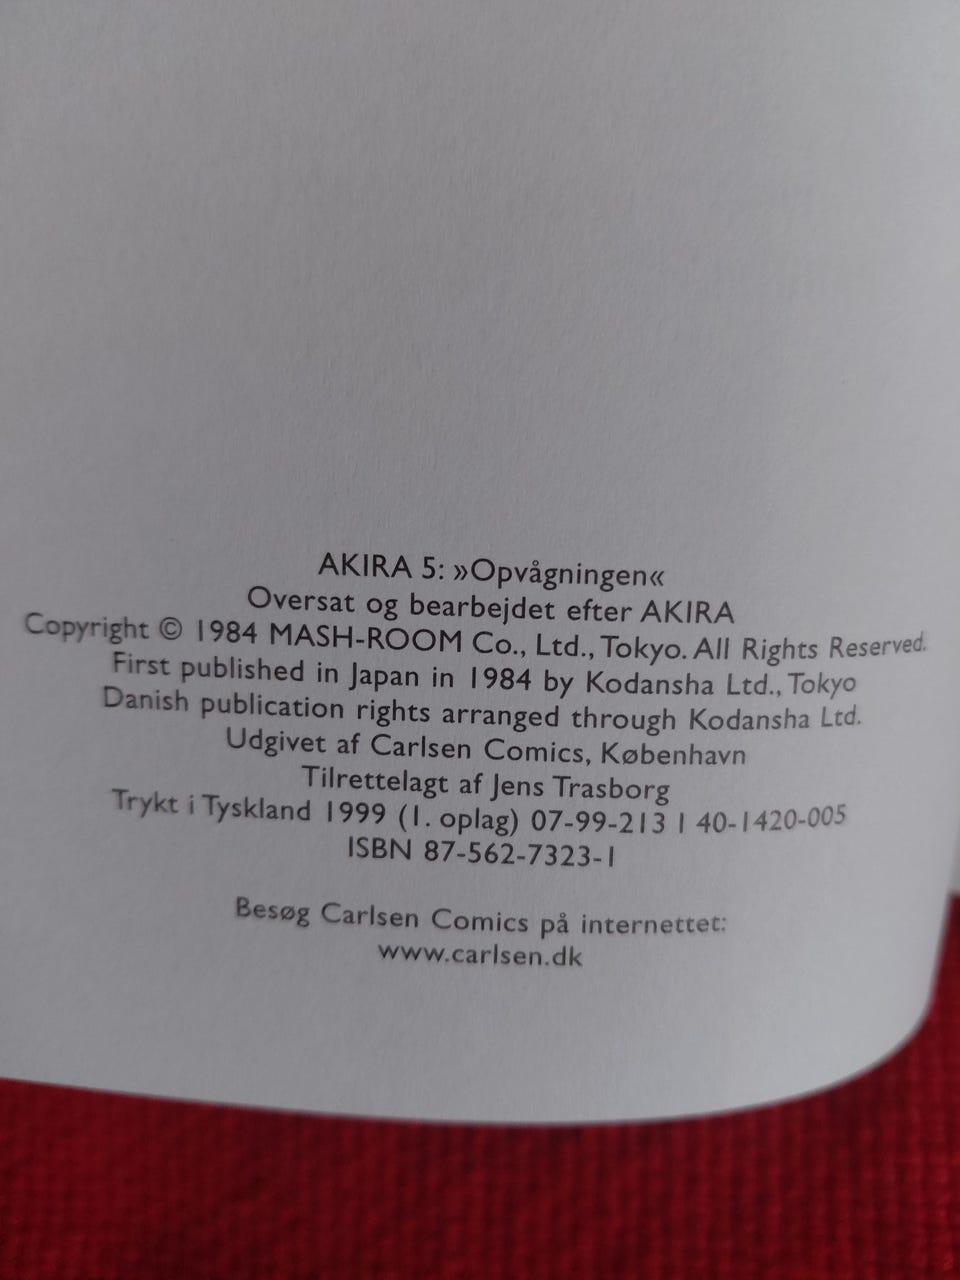 AKIRA 5: »Opvågningen«
Oversat og bearbejdet efter AKIRA
Copyright © 1984 MASH-ROOM Co., Ltd., Tokyo. All Rights Reserved.
First published in Japan in 1984 by Kodansha Ltd., Tokyo
Danish publication rights arranged through Kodansha Ltd.
Udgivet af Carlsen Comics, København
Tilrettelagt af Jens Trasborg
Trykt i Tyskland 1999 (1. oplag) 07-99-213 1 40-1420-005
ISBN 87-562-7323-1
Besøg Carlsen Comics på internettet:
www.carlsen.dk